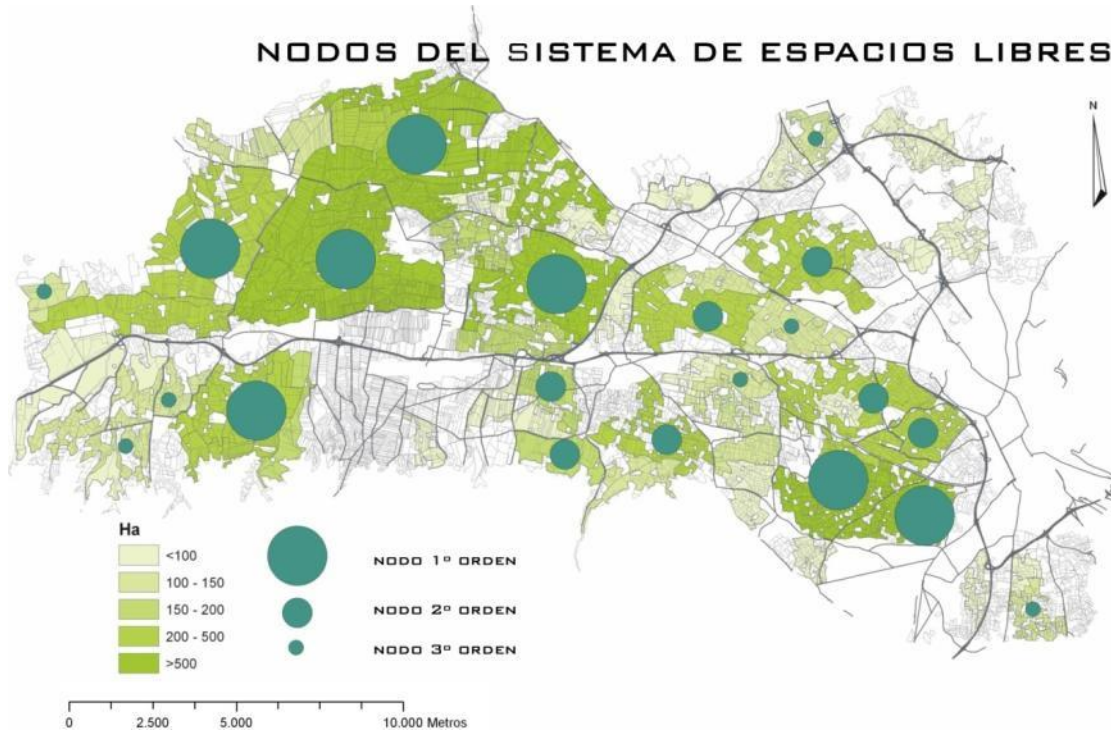 NODOS DEL SISTEMA DE ESPACIOS LIBRES
N
Ha
<100
100 - 150
150 - 200
200 - 500
>500
NODO 1º ORDEN
NODO 2º ORDEN
NODO 3º ORDEN
0 2.500 5.000 10.000 Metros